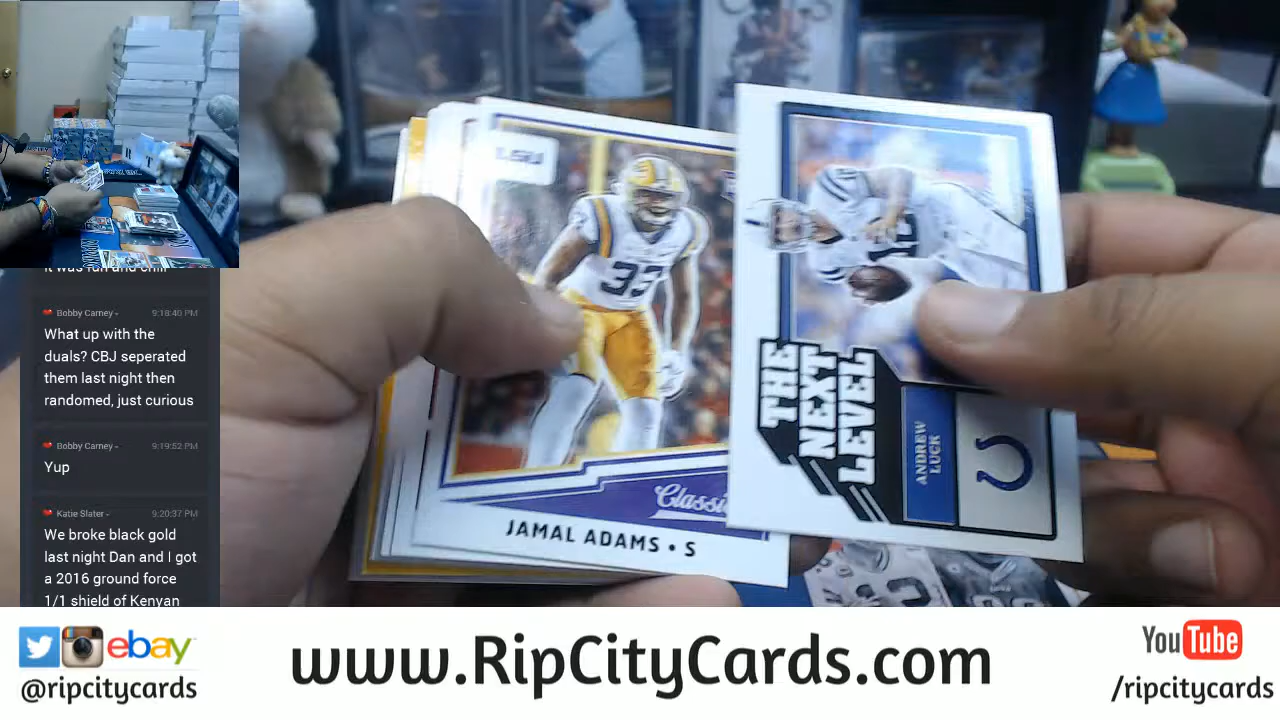 It was fun and chill
Bobby Carney -
9:18:40 PM
What up with the
duals? CBJ seperated
them last night then
randomed, just curious
Bobby Carney -
9:19:52 PM
Yup
Katie Slater -
9:20:37 PM
We broke black gold
last night Dan and I got
a 2016 ground force
1/1 shield of Kenyan
LSU
33
Classi
JAMAL ADAMS • S
THE
NEXT
LEVEL
ANDREW
LUCK
12
ebay
@ripcitycards
www.RipCityCards.com
YouTube
/ripcitycards